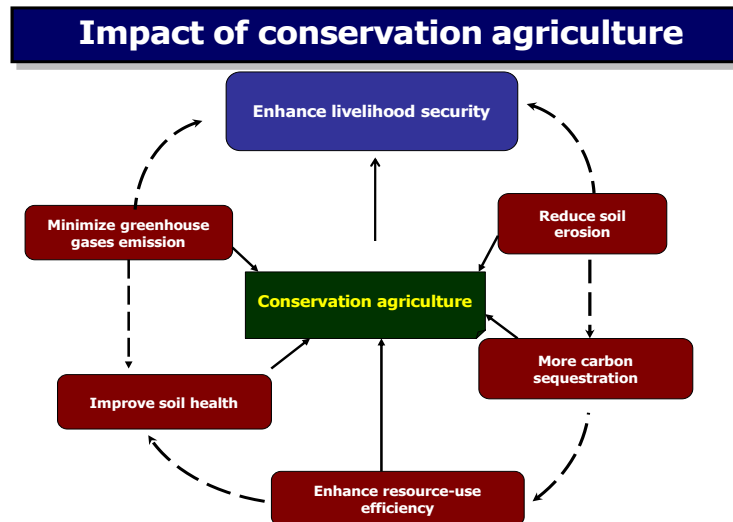 Impact of conservation agriculture
Enhance livelihood security
Minimize greenhouse
gases emission
Reduce soil
erosion
Conservation agriculture
More carbon
sequestration
Improve soil health
Enhance resource-use
efficiency